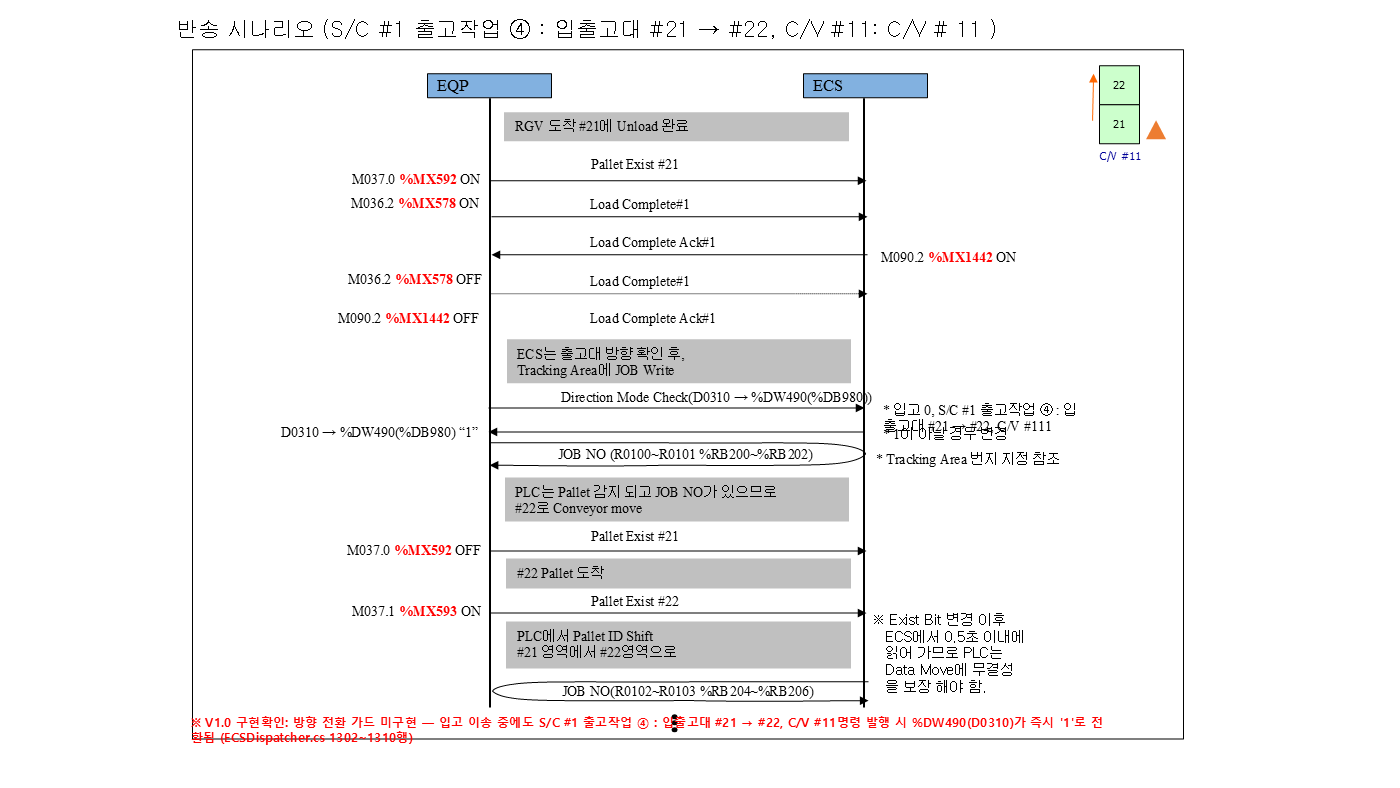 반송 시나리오 (S/C #1 출고작업 ④ : 입출고대 #21 → #22, C/V #11: C/V # 11 )
EQP
ECS
22
21
C/V #11
RGV 도착 #21에 Unload 완료
Pallet Exist #21
M037.0 %MX592 ON
M036.2 %MX578 ON
Load Complete#1
Load Complete Ack#1
M090.2 %MX1442 ON
M036.2 %MX578 OFF
Load Complete#1
M090.2 %MX1442 OFF
Load Complete Ack#1
ECS는 출고대 방향 확인 후,
Tracking Area에 JOB Write
Direction Mode Check(D0310 → %DW490(%DB980))
* 입고 0, S/C #1 출고작업 ④ : 입
출고대 #21 → #22, C/V #111
* 1이 아닐 경우 변경
D0310 → %DW490(%DB980) “1”
JOB NO (R0100~R0101 %RB200~%RB202)
* Tracking Area 번지 지정 참조
PLC는 Pallet 감지 되고 JOB NO가 있으므로
#22로 Conveyor move
Pallet Exist #21
M037.0 %MX592 OFF
#22 Pallet 도착
Pallet Exist #22
M037.1 %MX593 ON
※ Exist Bit 변경 이후
ECS에서 0.5초 이내에
읽어 가므로 PLC는
Data Move에 무결성
을 보장 해야 함.
PLC에서 Pallet ID Shift
#21 영역에서 #22영역으로
JOB NO(R0102~R0103 %RB204~%RB206)
※ V1.0 구현확인: 방향 전환 가드 미구현 — 입고 이송 중에도 S/C #1 출고작업 ④ : 입출고대 #21 → #22, C/V #11명령 발행 시 %DW490(D0310)가 즉시 '1'로 전
환됨 (ECSDispatcher.cs 1302~1310행)